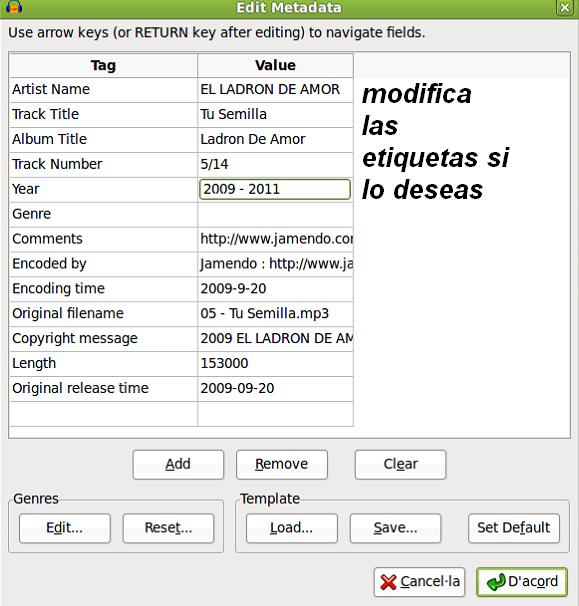 Edit Metadata
Use arrow keys (or RETURN key after editing) to navigate fields.
Tag Value
Artist Name EL LADRON DE AMOR
Track Title Tu Semilla
Album Title Ladron De Amor
Track Number 5/14
Year 2009 - 2011
Genre
Comments http://www.jamendo.com
Encoded by Jamendo : http://www.ja
Encoding time 2009-9-20
Original filename 05 - Tu Semilla.mp3
Copyright message 2009 EL LADRON DE AM
Length 153000
Original release time 2009-09-20
modifica
las
etiquetas si
lo deseas
Add Remove Clear
Genres Template
Edit... Reset... Load... Save... Set Default
Cancel·la D'acord